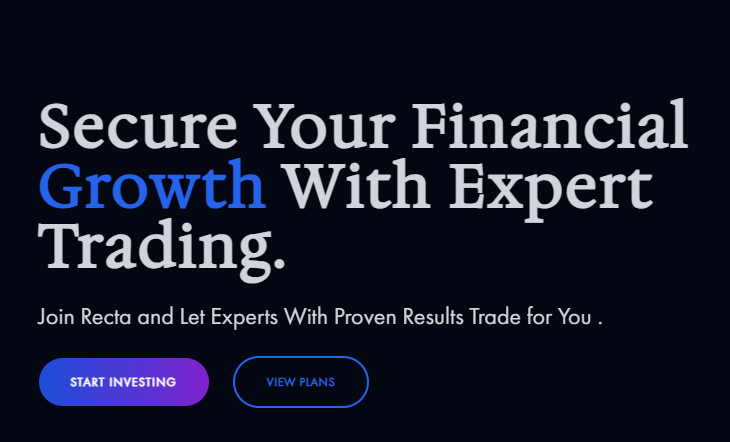 Secure Your Financial
Growth With Expert
Trading.
Join Recta and Let Experts With Proven Results Trade for You .
START INVESTING
VIEW PLANS